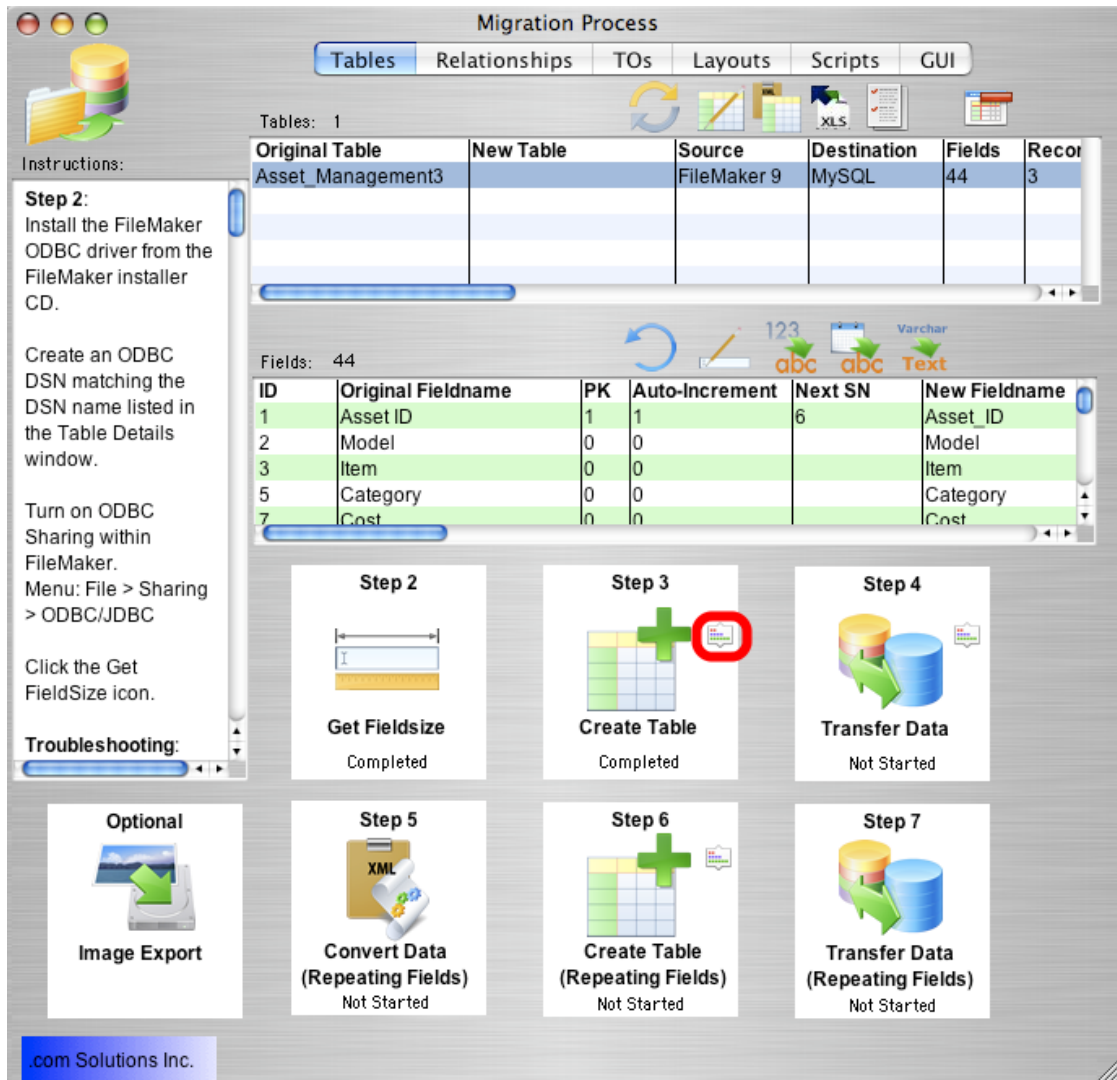 Migration Process
Tables Relationships TOs Layouts Scripts GUI
Tables: 1
XML
XLS
Original Table New Table Source Destination Fields Recor
Asset_Management3 FileMaker 9 MySQL 44 3
Instructions:
Step 2:
Install the FileMaker
ODBC driver from the
FileMaker installer
CD.
Create an ODBC
DSN matching the
DSN name listed in
the Table Details
window.
Turn on ODBC
Sharing within
FileMaker.
Menu: File > Sharing
> ODBC/JDBC
Click the Get
FieldSize icon.
Troubleshooting:
Fields: 44
123 abc
abc
Varchar Text
ID Original Fieldname PK Auto-Increment Next SN New Fieldname
1 Asset ID 1 1 6 Asset_ID
2 Model 0 0 Model
3 Item 0 0 Item
5 Category 0 0 Category
7 Cost 0 0 Cost
Step 2
Get Fieldsize
Completed
Step 3
Create Table
Completed
Step 4
Transfer Data
Not Started
Optional
Image Export
Step 5
XML
Convert Data
(Repeating Fields)
Not Started
Step 6
Create Table
(Repeating Fields)
Not Started
Step 7
Transfer Data
(Repeating Fields)
Not Started
.com Solutions Inc.